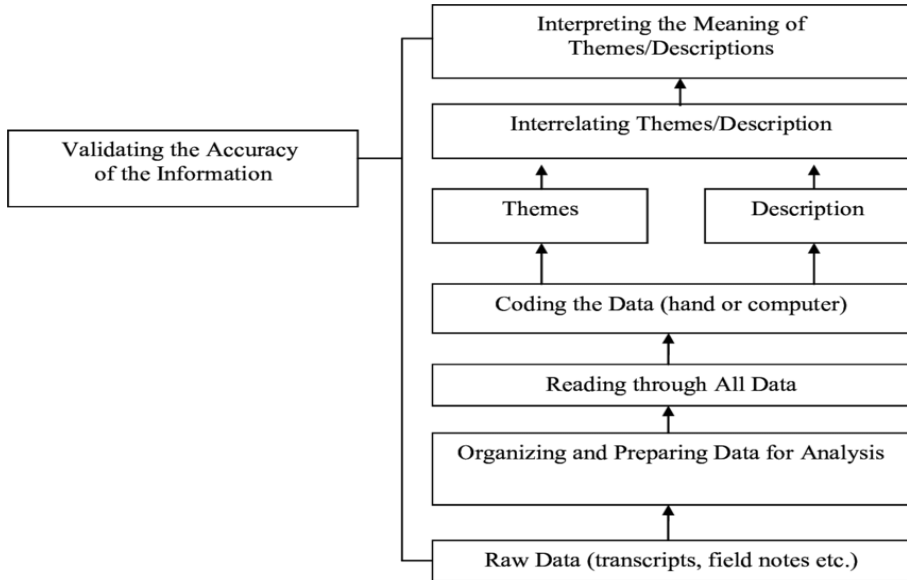 Interpreting the Meaning of
Themes/Descriptions
Interrelating Themes/Description
Validating the Accuracy
of the Information
Themes
Description
Coding the Data (hand or computer)
Reading through All Data
Organizing and Preparing Data for Analysis
Raw Data (transcripts, field notes etc.)